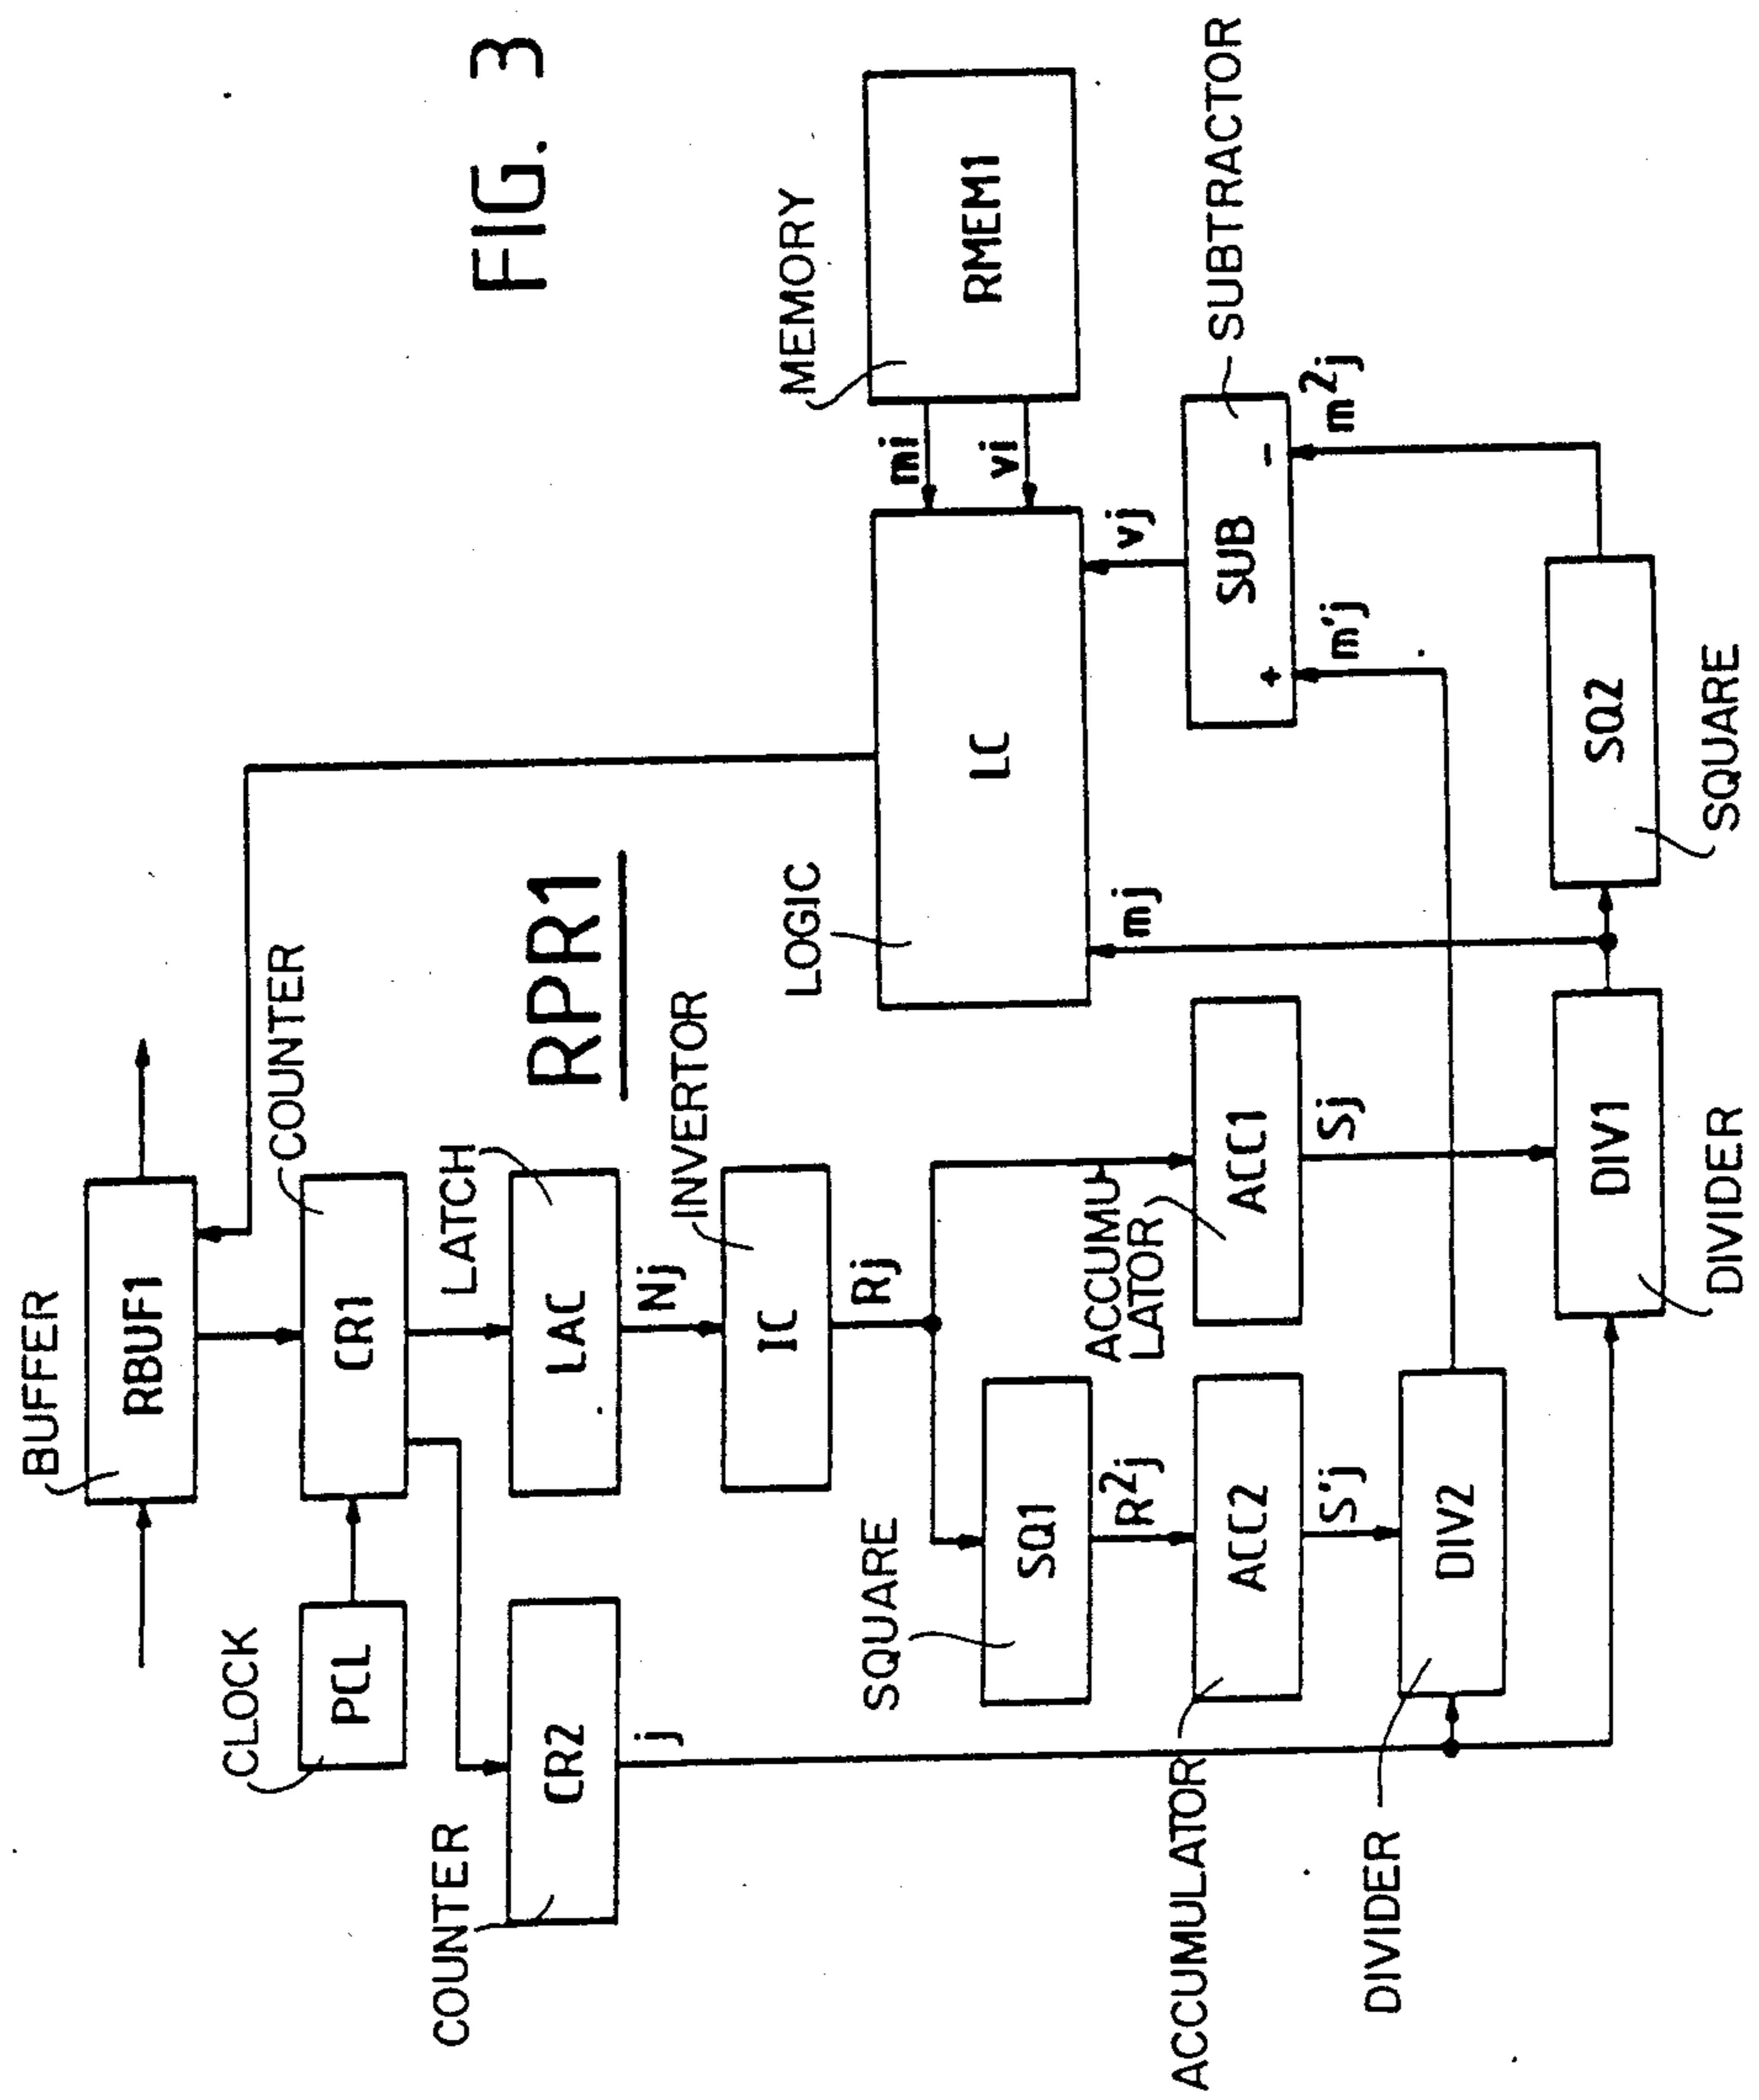 FIG. 3
BUFFER
RBUF1
CLOCK
PCL
CR1
COUNTER
COUNTER
CR2
j
LATCH
LAC
Nj
RPR1
INVERTOR
IC
Rj
SQUARE
SQ1
R²j
ACCUMU
LATOR
ACC1
Sj
ACCUMULATOR
ACC2
S'j
DIVIDER
DIV2
DIV1
DIVIDER
LOGIC
LC
mj
mi
vi
vj
MEMORY
RMEM1
SUB
+
-
SUBTRACTOR
m'j
m²j
SQ2
SQUARE